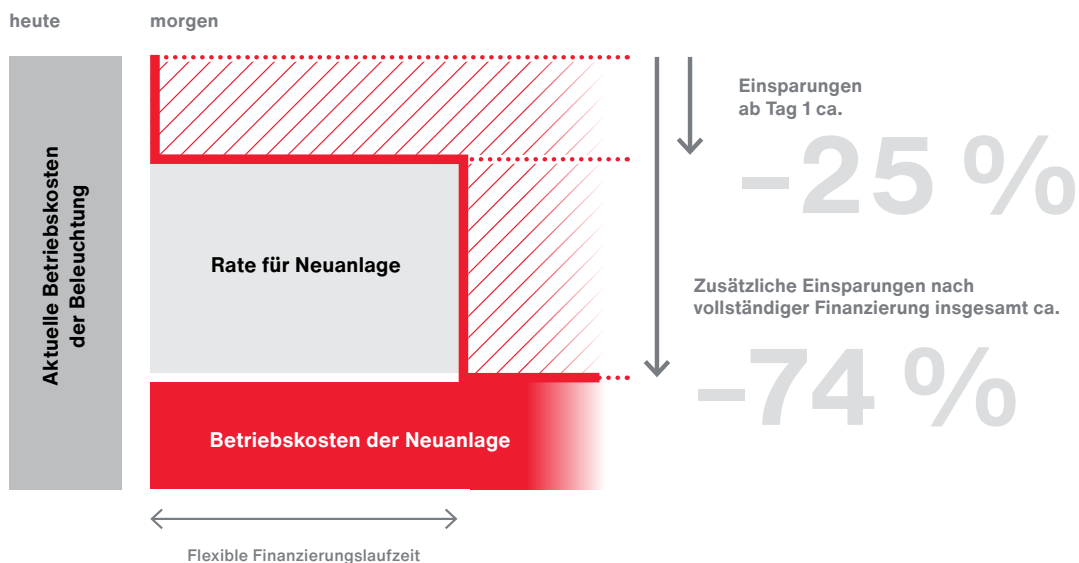 heute
morgen
Aktuelle Betriebskosten
der Beleuchtung
Einsparungen
ab Tag 1 ca.
–25 %
Rate für Neuanlage
Zusätzliche Einsparungen nach
vollständiger Finanzierung insgesamt ca.
–74 %
Betriebskosten der Neuanlage
Flexible Finanzierungslaufzeit